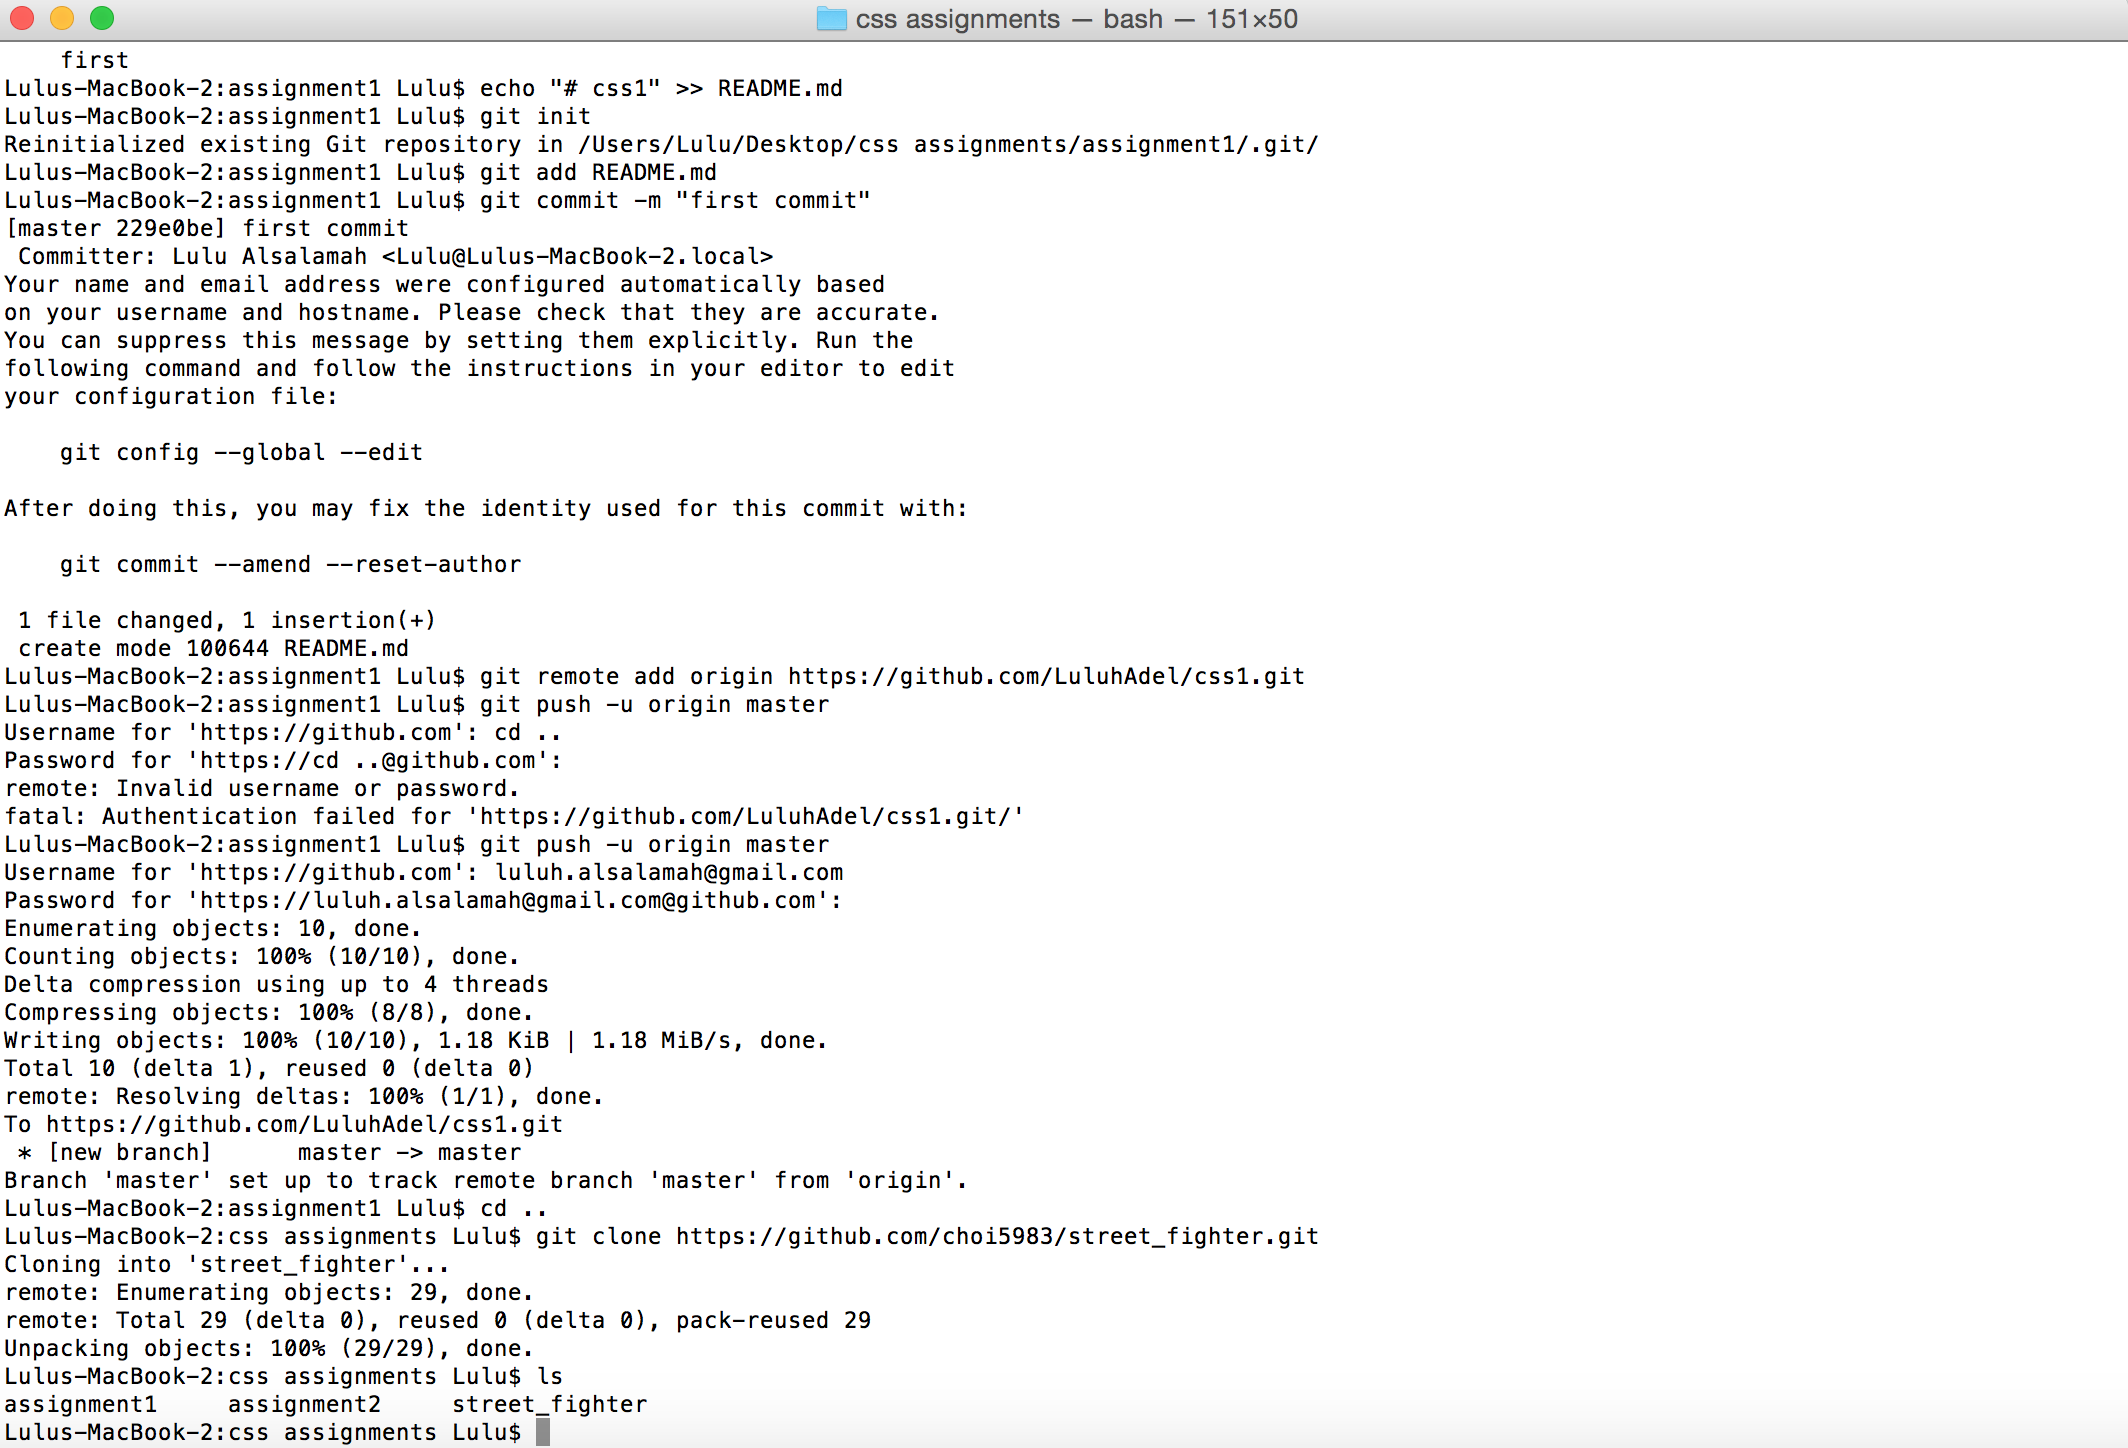 css assignments — bash — 151×50
first
Lulus-MacBook-2:assignment1 Lulu$ echo "# css1" >> README.md
Lulus-MacBook-2:assignment1 Lulu$ git init
Reinitialized existing Git repository in /Users/Lulu/Desktop/css assignments/assignment1/.git/
Lulus-MacBook-2:assignment1 Lulu$ git add README.md
Lulus-MacBook-2:assignment1 Lulu$ git commit -m "first commit"
[master 229e0be] first commit
 Committer: Lulu Alsalamah <Lulu@Lulus-MacBook-2.local>
Your name and email address were configured automatically based
on your username and hostname. Please check that they are accurate.
You can suppress this message by setting them explicitly. Run the
following command and follow the instructions in your editor to edit
your configuration file:

    git config --global --edit

After doing this, you may fix the identity used for this commit with:

    git commit --amend --reset-author

 1 file changed, 1 insertion(+)
 create mode 100644 README.md
Lulus-MacBook-2:assignment1 Lulu$ git remote add origin https://github.com/LuluhAdel/css1.git
Lulus-MacBook-2:assignment1 Lulu$ git push -u origin master
Username for 'https://github.com': cd ..
Password for 'https://cd ..@github.com':
remote: Invalid username or password.
fatal: Authentication failed for 'https://github.com/LuluhAdel/css1.git/'
Lulus-MacBook-2:assignment1 Lulu$ git push -u origin master
Username for 'https://github.com': luluh.alsalamah@gmail.com
Password for 'https://luluh.alsalamah@gmail.com@github.com':
Enumerating objects: 10, done.
Counting objects: 100% (10/10), done.
Delta compression using up to 4 threads
Compressing objects: 100% (8/8), done.
Writing objects: 100% (10/10), 1.18 KiB | 1.18 MiB/s, done.
Total 10 (delta 1), reused 0 (delta 0)
remote: Resolving deltas: 100% (1/1), done.
To https://github.com/LuluhAdel/css1.git
 * [new branch]      master -> master
Branch 'master' set up to track remote branch 'master' from 'origin'.
Lulus-MacBook-2:assignment1 Lulu$ cd ..
Lulus-MacBook-2:css assignments Lulu$ git clone https://github.com/choi5983/street_fighter.git
Cloning into 'street_fighter'...
remote: Enumerating objects: 29, done.
remote: Total 29 (delta 0), reused 0 (delta 0), pack-reused 29
Unpacking objects: 100% (29/29), done.
Lulus-MacBook-2:css assignments Lulu$ ls
assignment1     assignment2     street_fighter
Lulus-MacBook-2:css assignments Lulu$